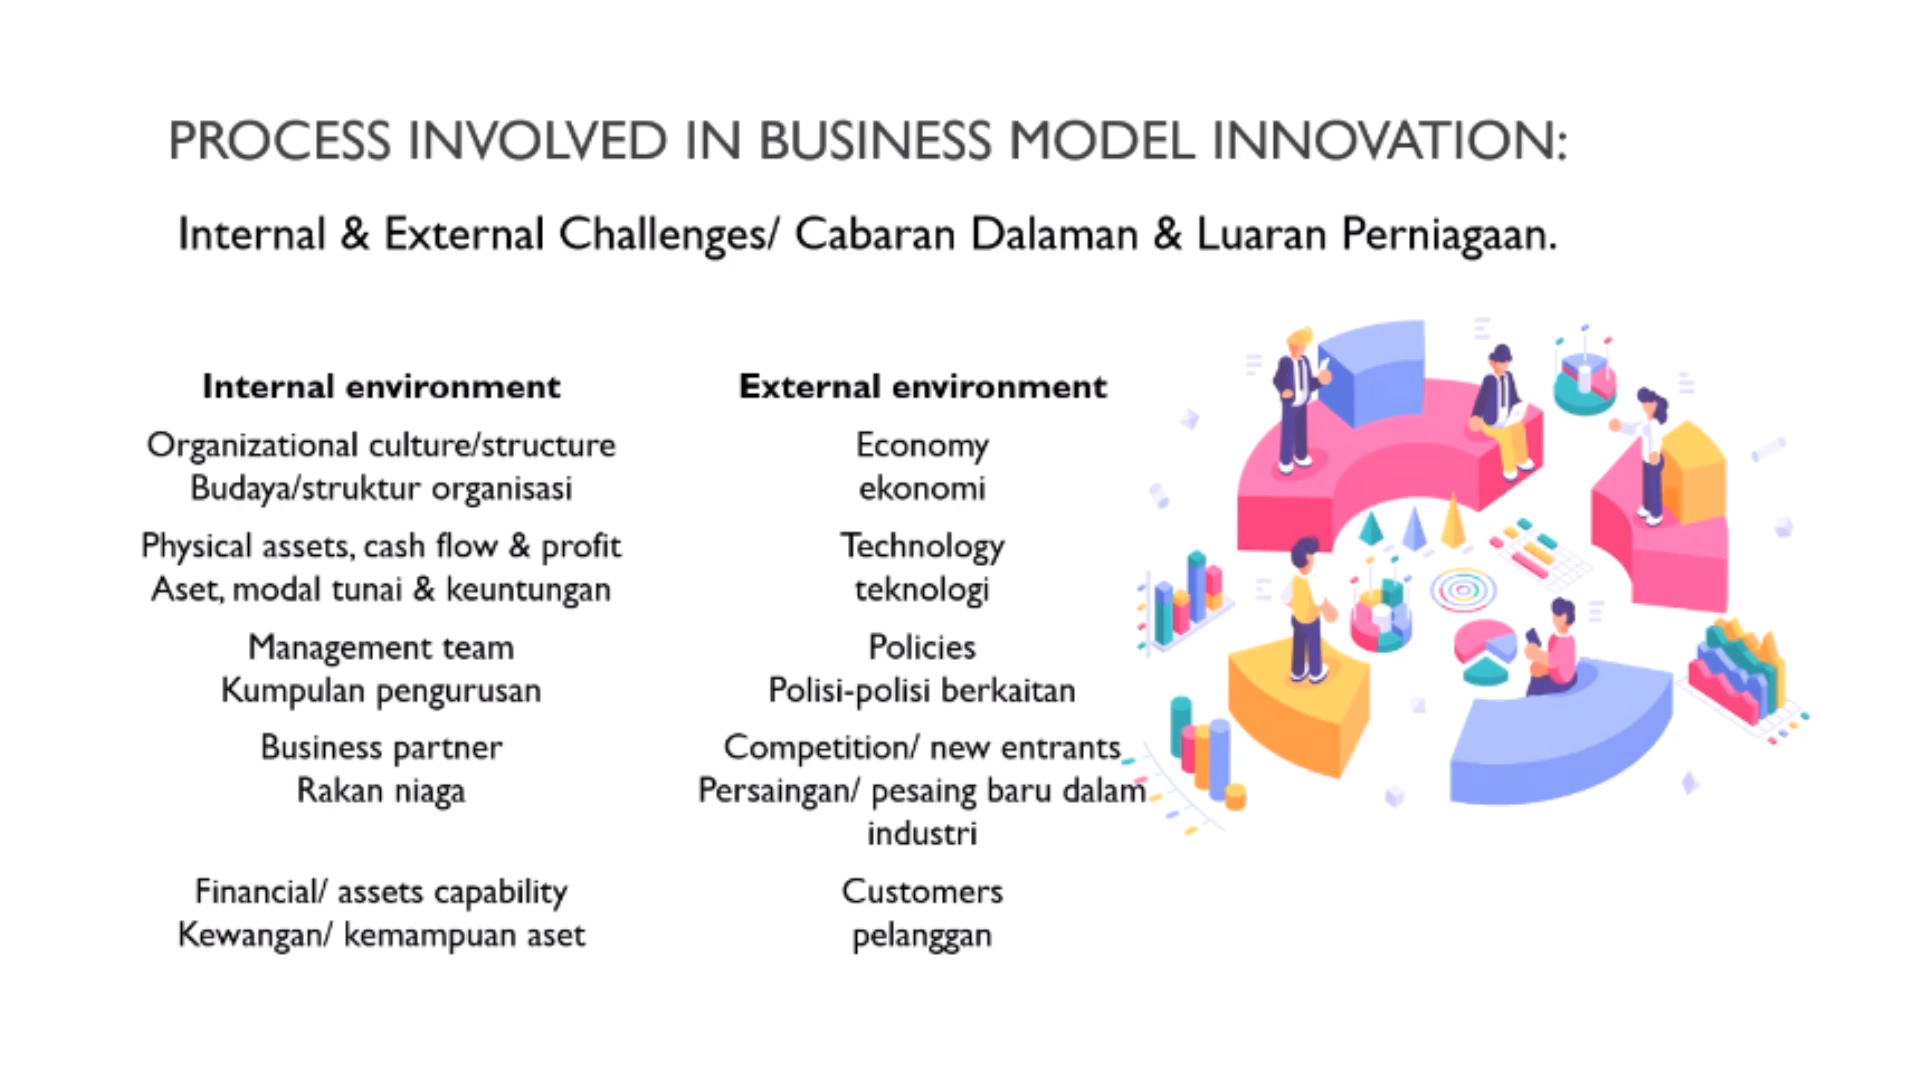 PROCESS INVOLVED IN BUSINESS MODEL INNOVATION:
Internal & External Challenges/ Cabaran Dalaman & Luaran Perniagaan.
Internal environment
External environment
Organizational culture/structure
Budaya/struktur organisasi
Economy
ekonomi
Physical assets, cash flow & profit
Aset, modal tunai & keuntungan
Technology
teknologi
Management team
Kumpulan pengurusan
Policies
Polisi-polisi berkaitan
Business partner
Rakan niaga
Competition/ new entrants
Persaingan/ pesaing baru dalam
industri
Financial/ assets capability
Kewangan/ kemampuan aset
Customers
pelanggan